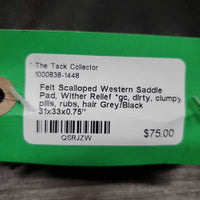 * The Tack Collector
1000838-1448
Felt Scalloped Western Saddle
Pad, Wither Relief *gc, dirty, clumpy
pills, rubs, hair Grey/Black
31x33x0.75"
$75.00
QSRJZW